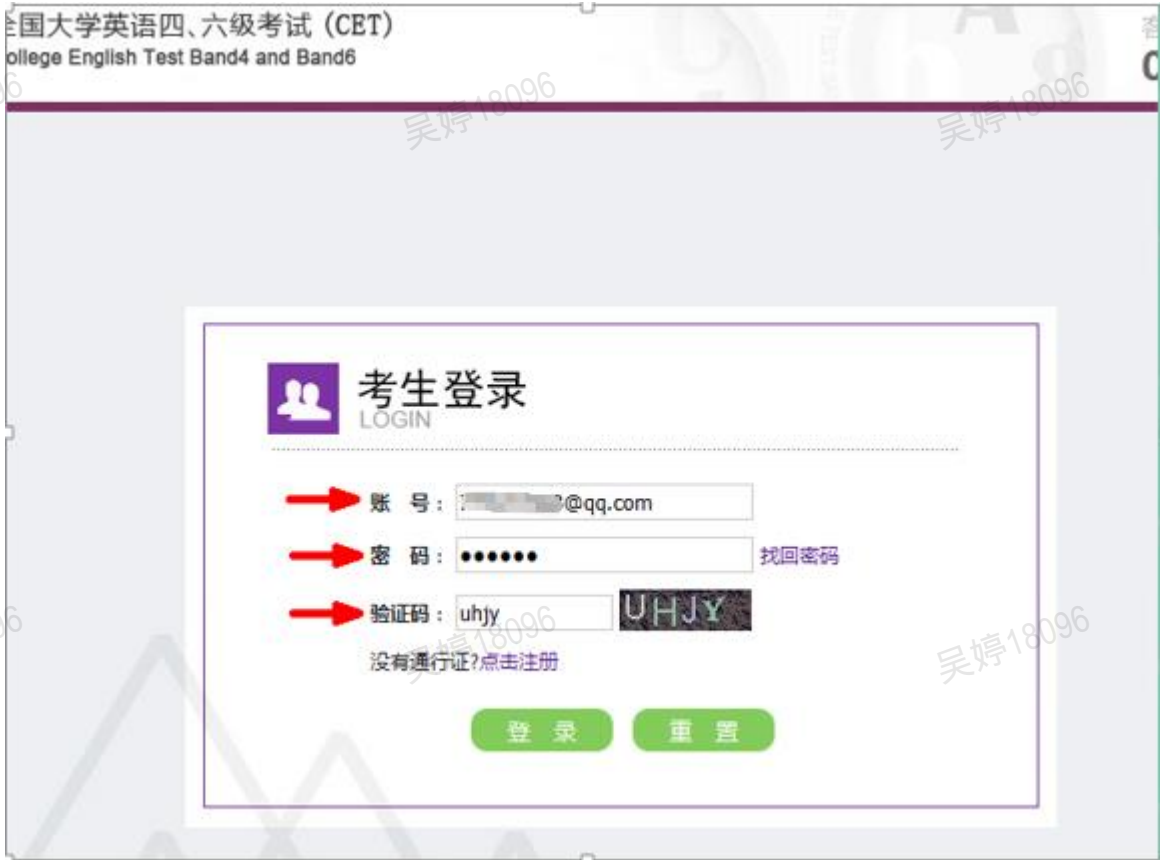 国大学英语四、六级考试 (CET)
ollege English Test Band4 and Band6
吴婷18096
吴婷18096
考生登录
LOGIN
账 号: @qq.com
密 码: ●●●●●● 找回密码
验证码: uhjy UHJY
吴婷18096
吴婷18096
没有通行证?点击注册
登 录 重 置